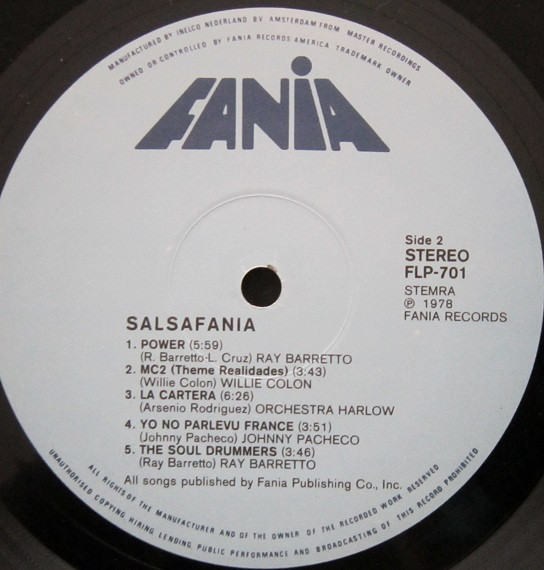 MANUFACTURED BY INELCO NEDERLAND B.V. AMSTERDAM FROM MASTER RECORDINGS
OWNED OR CONTROLLED BY FANIA RECORDS AMERICA TRADEMARK OWNER
FANIA
Side 2
STEREO
FLP-701
STEMRA
℗ 1978
FANIA RECORDS
SALSAFANIA
1. POWER (5:59)
(R. Barretto-L. Cruz) RAY BARRETTO
2. MC2 (Theme Realidades) (3:43)
(Willie Colon) WILLIE COLON
3. LA CARTERA (6:26)
(Arsenio Rodriguez) ORCHESTRA HARLOW
4. YO NO PARLEVU FRANCE (3:51)
(Johnny Pacheco) JOHNNY PACHECO
5. THE SOUL DRUMMERS (3:46)
(Ray Barretto) RAY BARRETTO
All songs published by Fania Publishing Co., Inc.
ALL RIGHTS OF THE MANUFACTURER AND OF THE OWNER OF THE RECORDED WORK RESERVED
UNAUTHORISED COPYING HIRING LENDING PUBLIC PERFORMANCE AND BROADCASTING OF THIS RECORD PROHIBITED